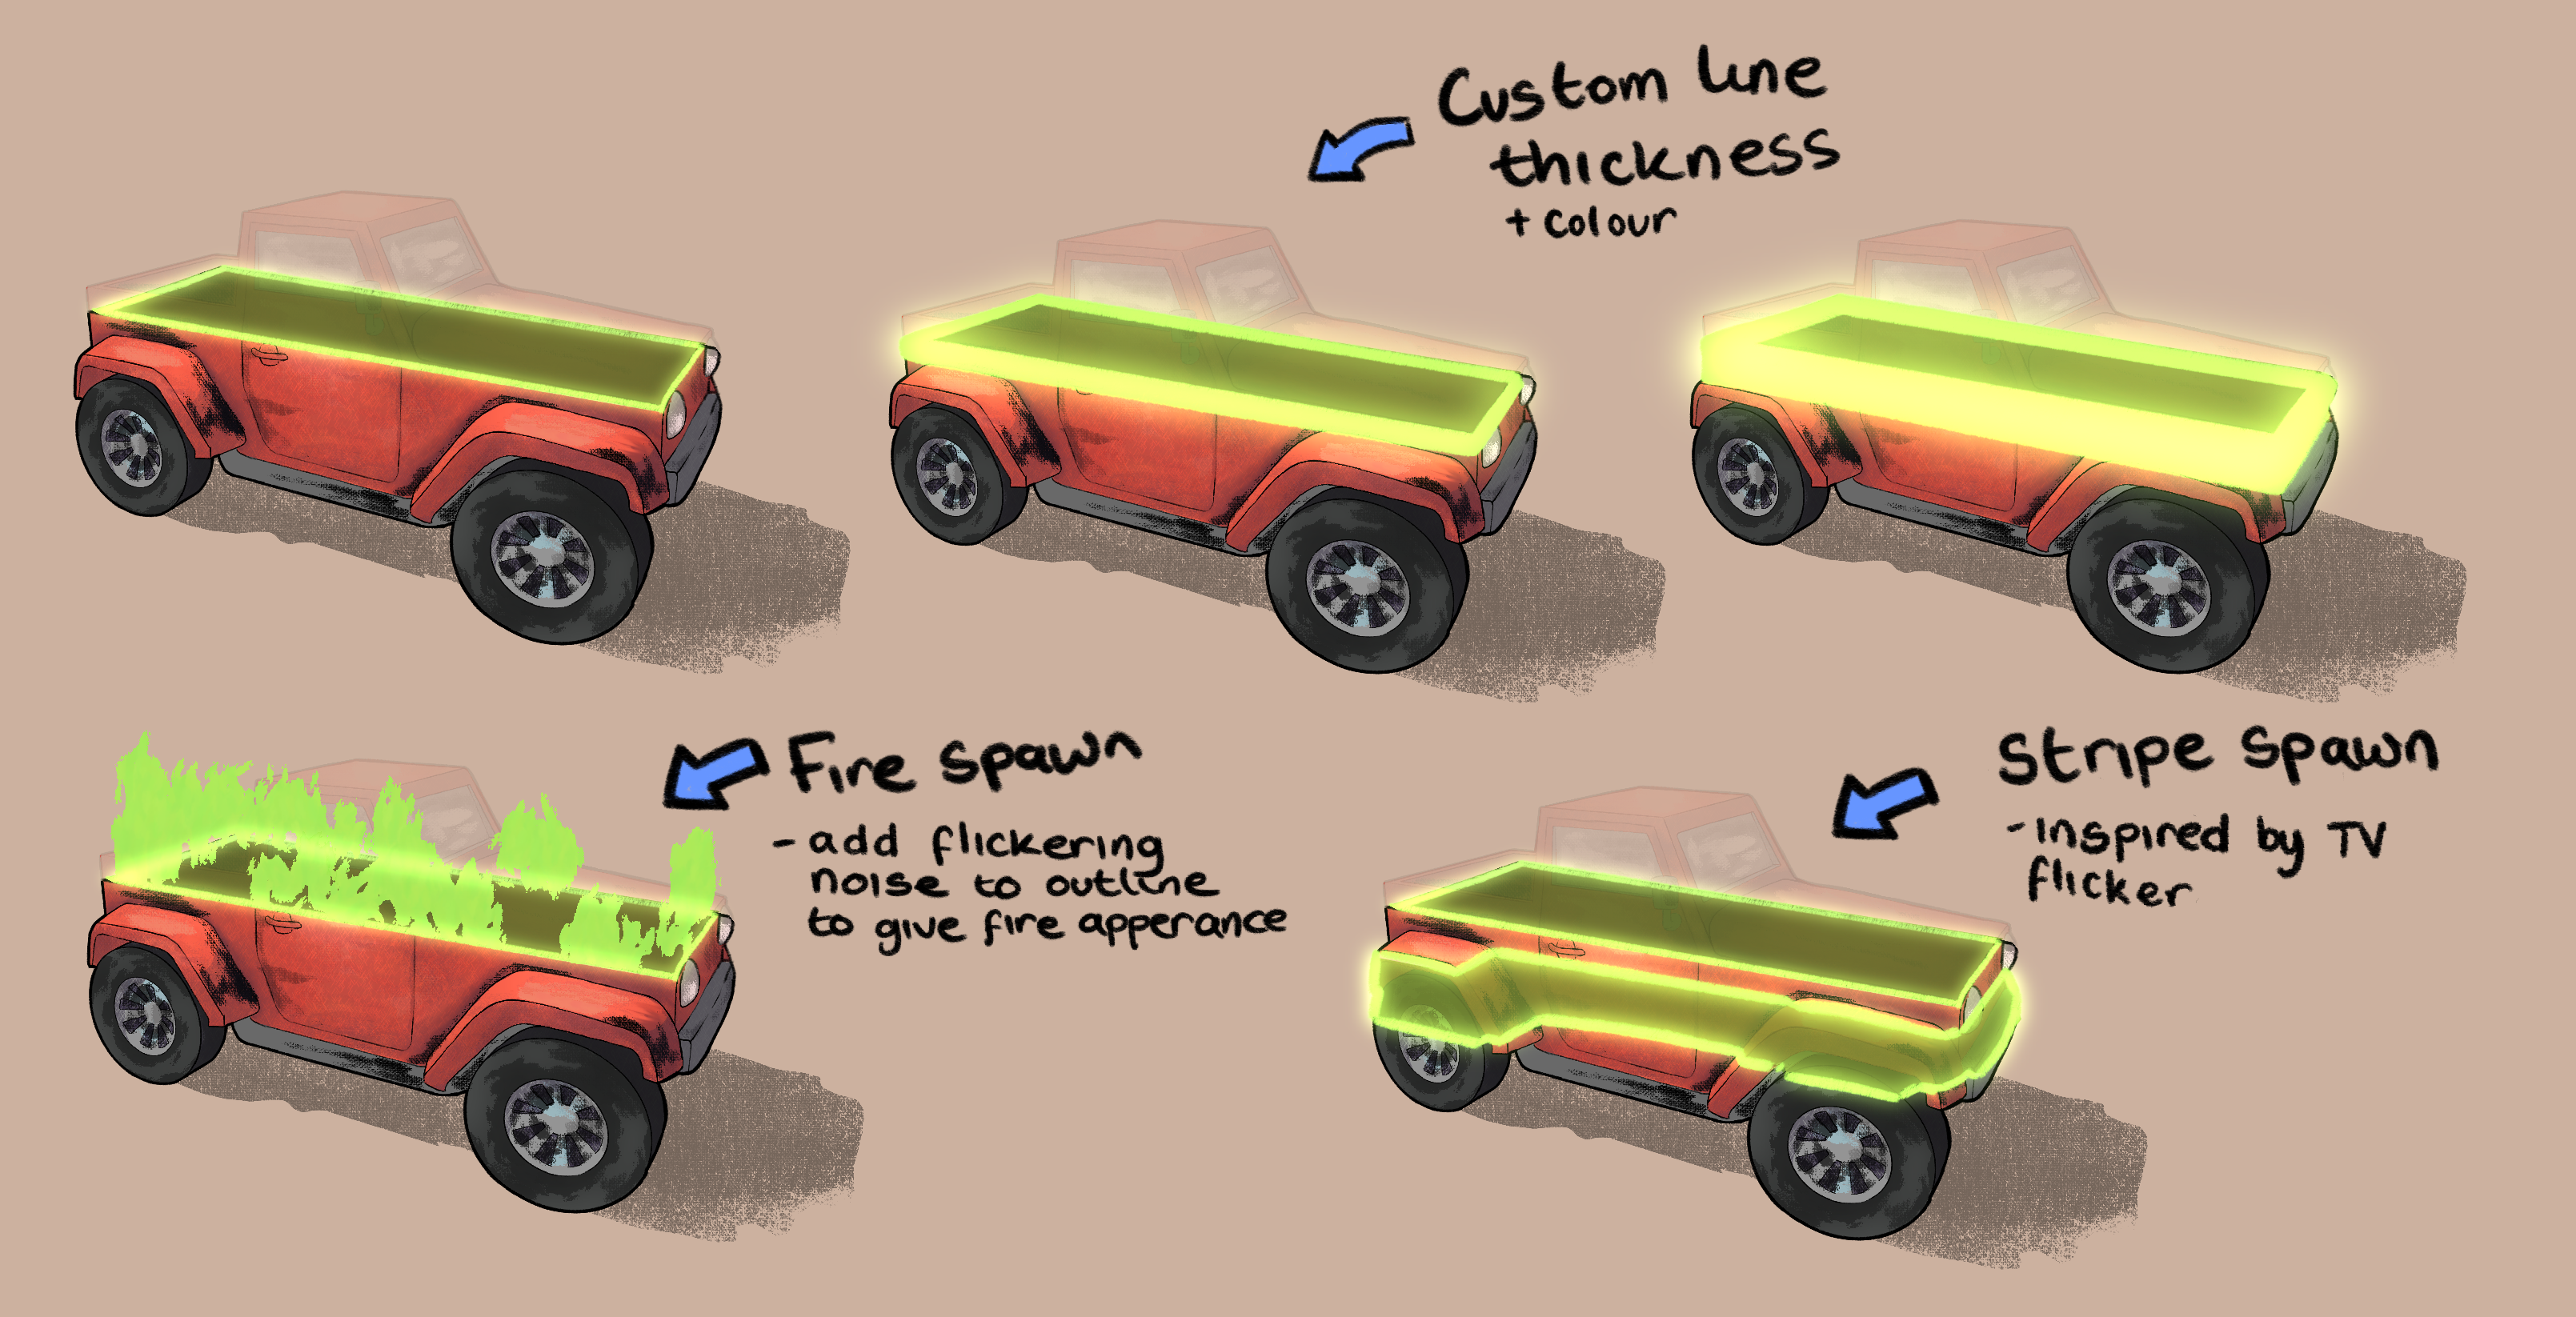 Custom line
thickness
+ colour
Fire spawn
- add flickering
noise to outline
to give fire apperance
Stripe spawn
- inspired by TV
flicker